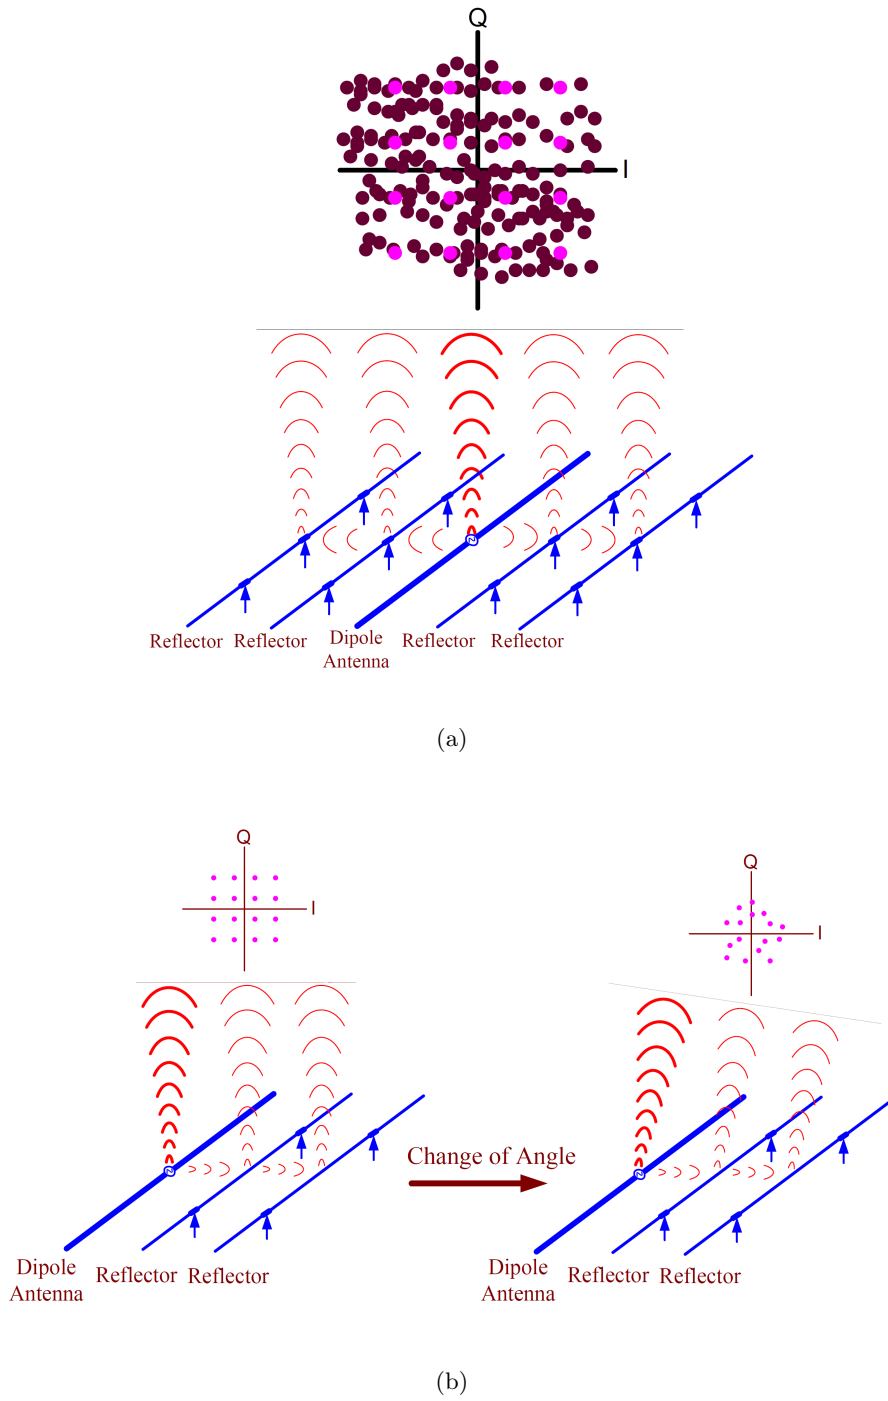 Q
I
Reflector Reflector Dipole Antenna Reflector Reflector
(a)
Q
I
Q
I
Change of Angle
Dipole Antenna Reflector Reflector
Dipole Antenna Reflector Reflector
(b)